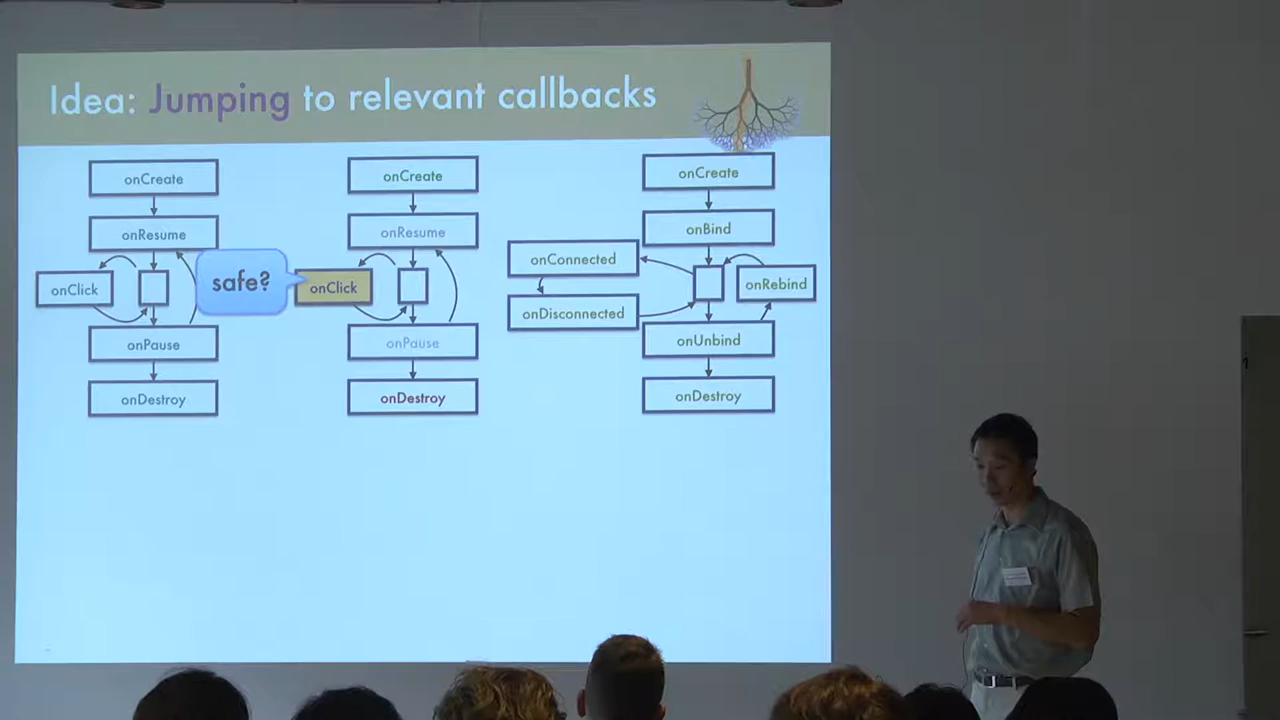 Idea: Jumping to relevant callbacks
onCreate
onResume
onClick
onPause
onDestroy
safe?
onCreate
onResume
onClick
onPause
onDestroy
onCreate
onBind
onConnected
onDisconnected
onRebind
onUnbind
onDestroy